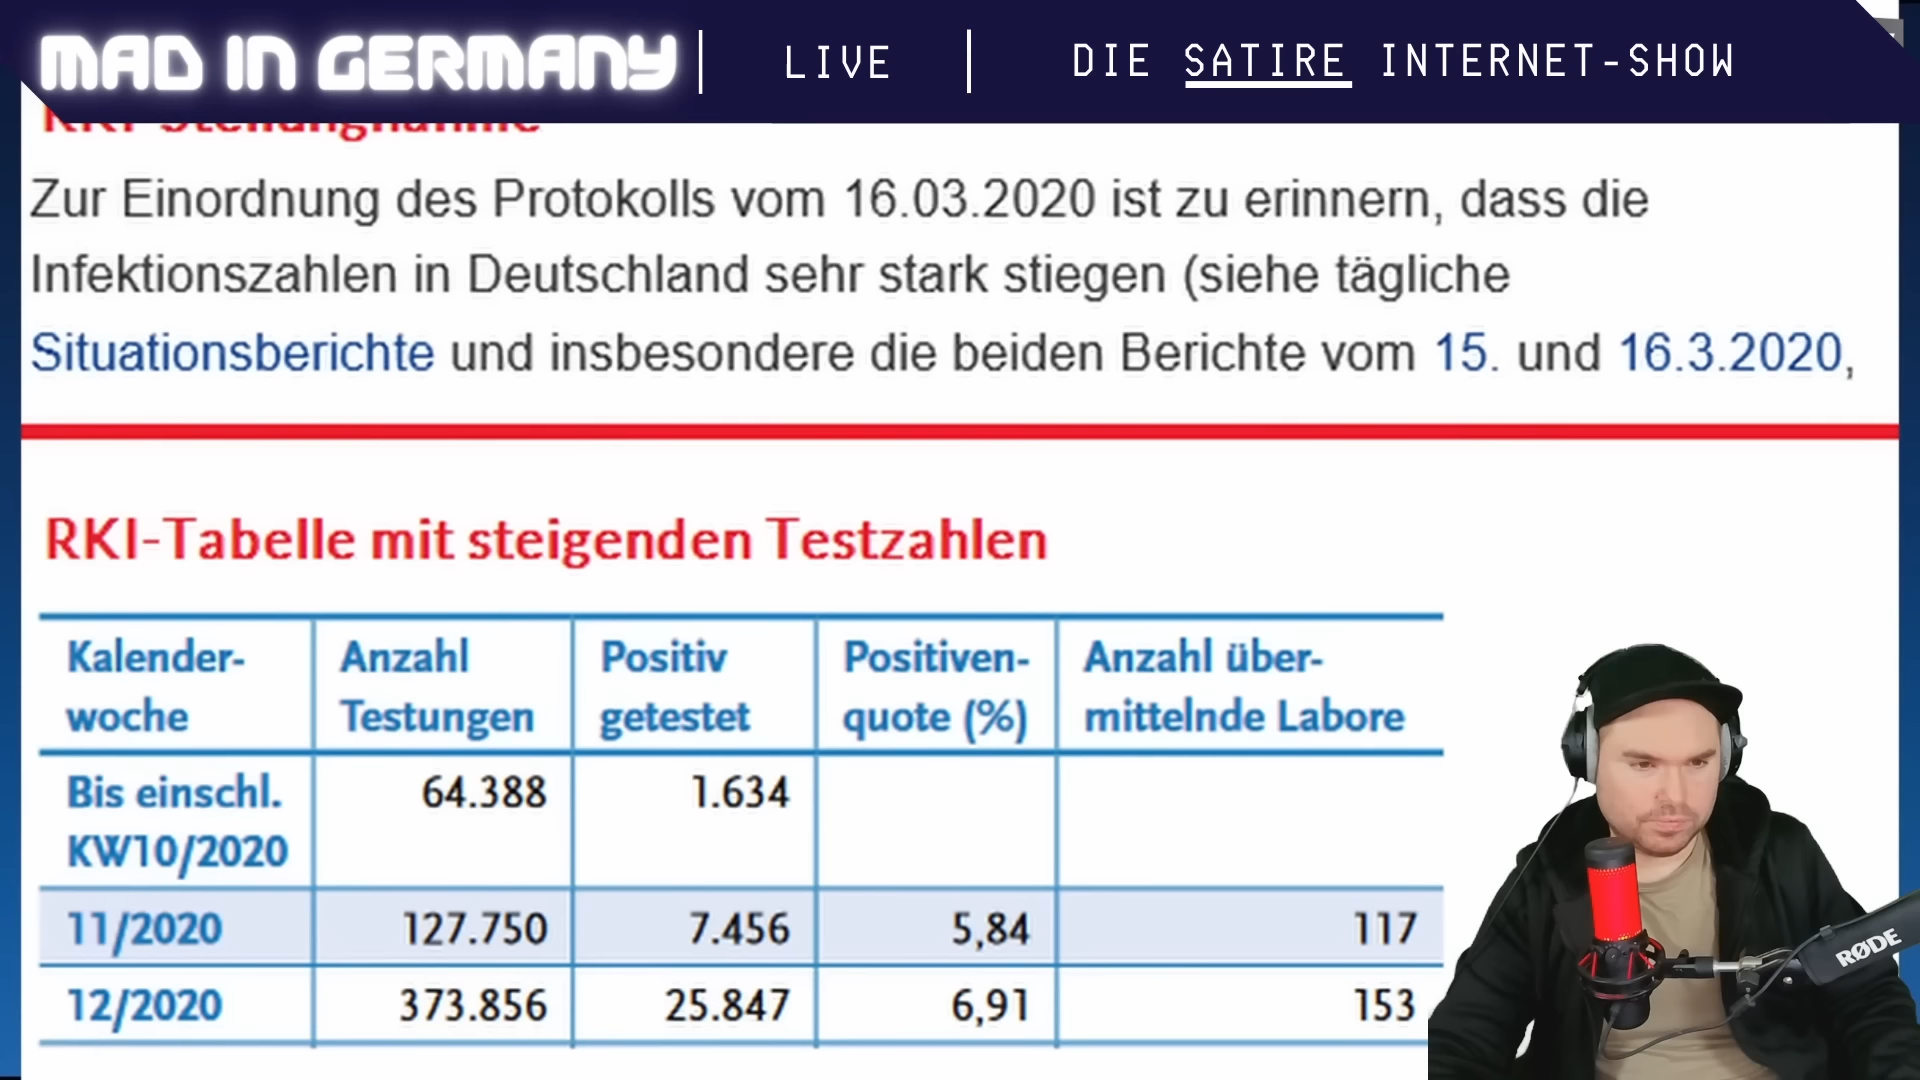 MAD IN GERMANY
LIVE
DIE SATIRE INTERNET-SHOW
RKI-Stellungnahme
Zur Einordnung des Protokolls vom 16.03.2020 ist zu erinnern, dass die
Infektionszahlen in Deutschland sehr stark stiegen (siehe tägliche
Situationsberichte und insbesondere die beiden Berichte vom 15. und 16.3.2020,
RKI-Tabelle mit steigenden Testzahlen
Kalender-
woche
Anzahl
Testungen
Positiv
getestet
Positiven-
quote (%)
Anzahl über-
mittelnde Labore
Bis einschl.
KW10/2020
64.388
1.634
11/2020
127.750
7.456
5,84
117
12/2020
373.856
25.847
6,91
153
RØDE